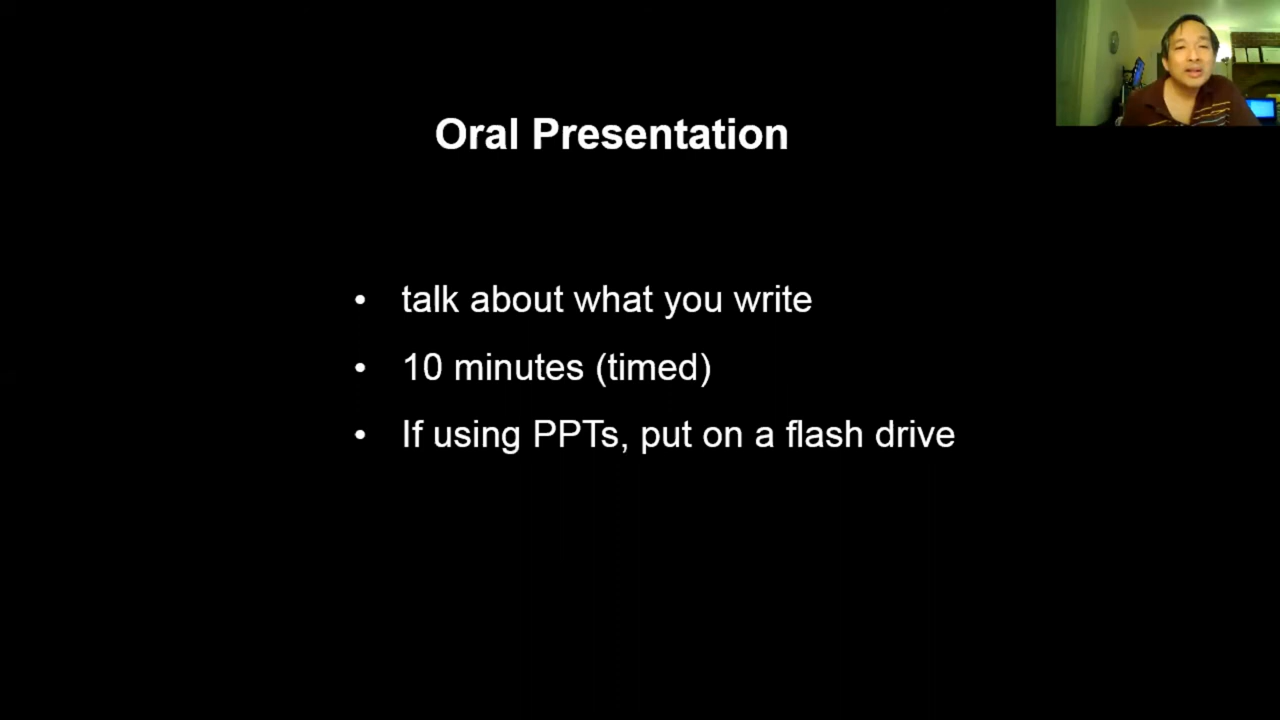 Oral Presentation
• talk about what you write
• 10 minutes (timed)
• If using PPTs, put on a flash drive